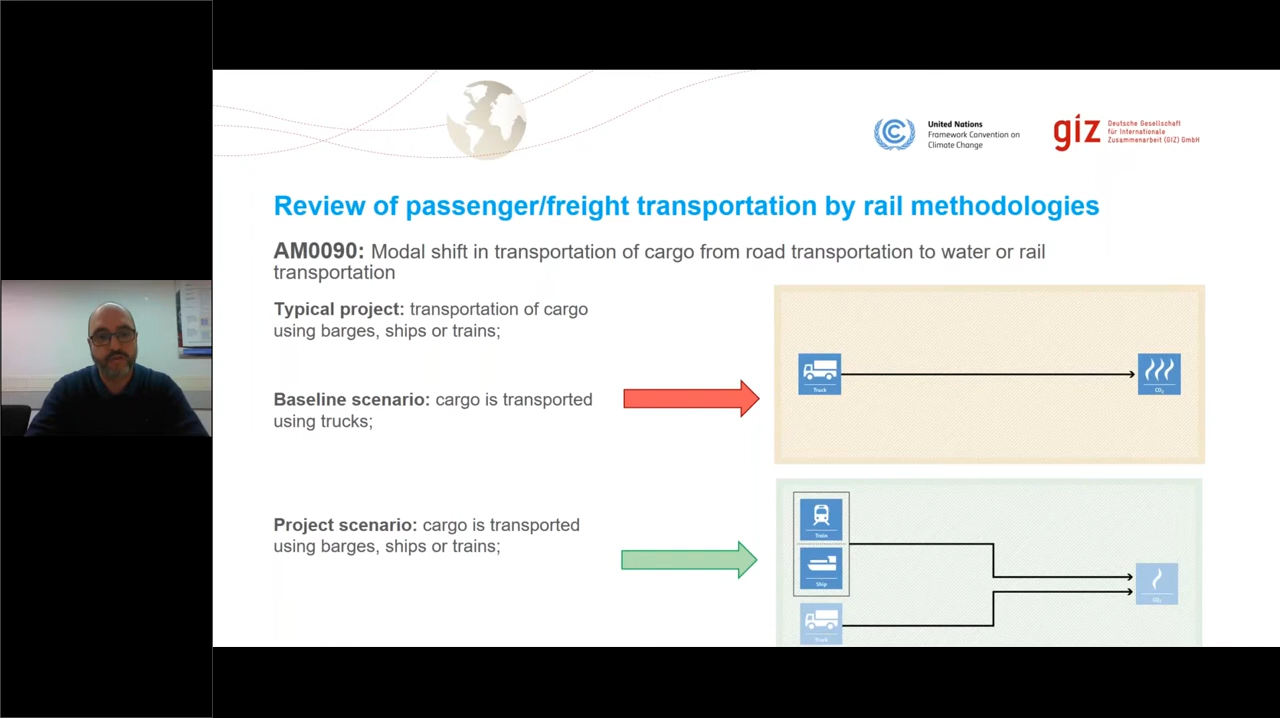 United Nations
Framework Convention on
Climate Change
giz
Deutsche Gesellschaft
für Internationale
Zusammenarbeit (GIZ) GmbH
Review of passenger/freight transportation by rail methodologies
AM0090: Modal shift in transportation of cargo from road transportation to water or rail
transportation
Typical project: transportation of cargo
using barges, ships or trains;
Baseline scenario: cargo is transported
using trucks;
Truck
CO₂
Project scenario: cargo is transported
using barges, ships or trains;
Train
Ship
Truck
CO₂